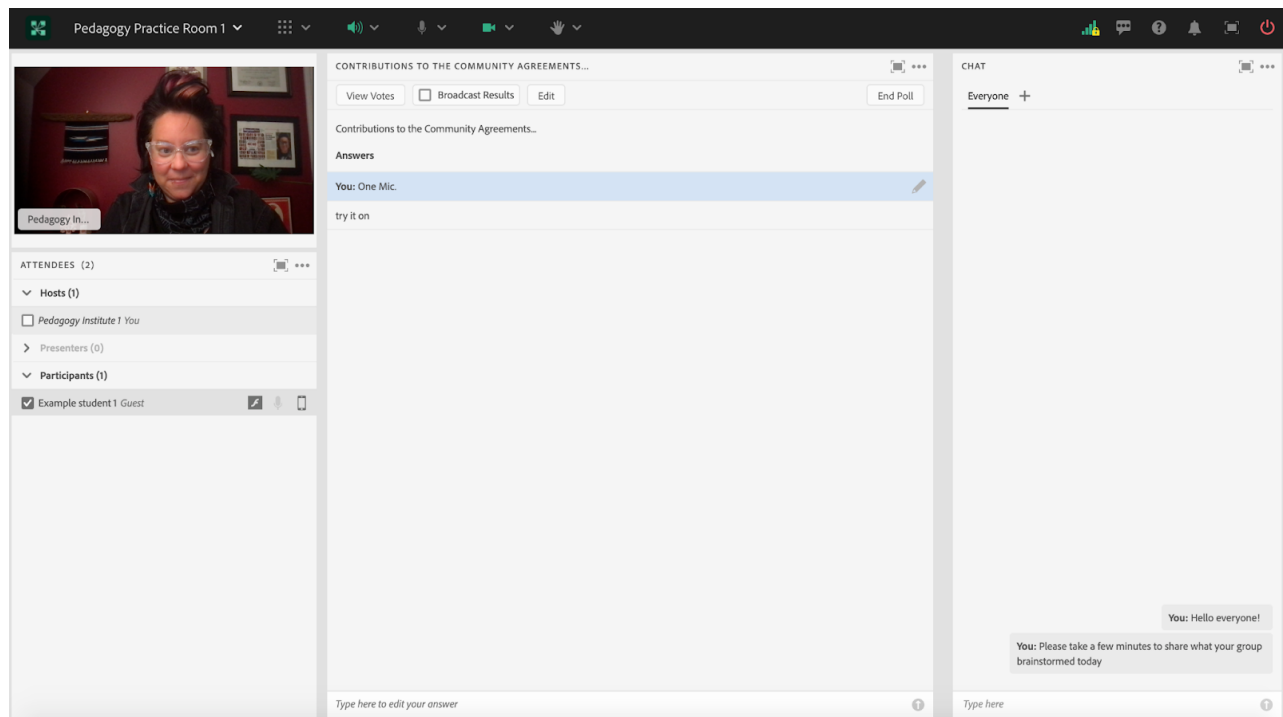 Pedagogy Practice Room 1
Pedagogy In...
ATTENDEES (2)
Hosts (1)
Pedagogy Institute 1 You
Presenters (0)
Participants (1)
Example student 1 Guest
CONTRIBUTIONS TO THE COMMUNITY AGREEMENTS...
View Votes
Broadcast Results
Edit
End Poll
Contributions to the Community Agreements...
Answers
You: One Mic.
try it on
Type here to edit your answer
CHAT
Everyone
You: Hello everyone!
You: Please take a few minutes to share what your group
brainstormed today
Type here